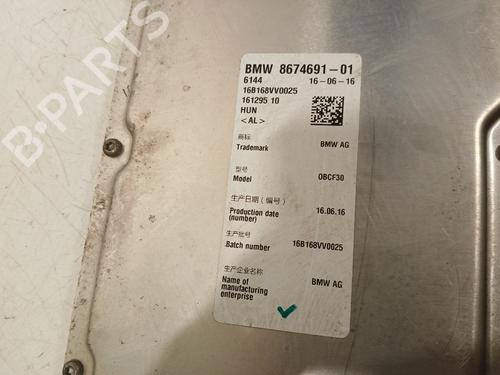 BMW 8674691-01
6144 16-06-16
16B168VV0025
161295 10
HUN
<AL>
商标
Trademark BMW AG
型号
Model OBCF30
生产日期（编号）
Production date (number) 16.06.16
生产批号
Batch number 16B168VV0025
生产企业名称
Name of manufacturing enterprise BMW AG
B-PARTS